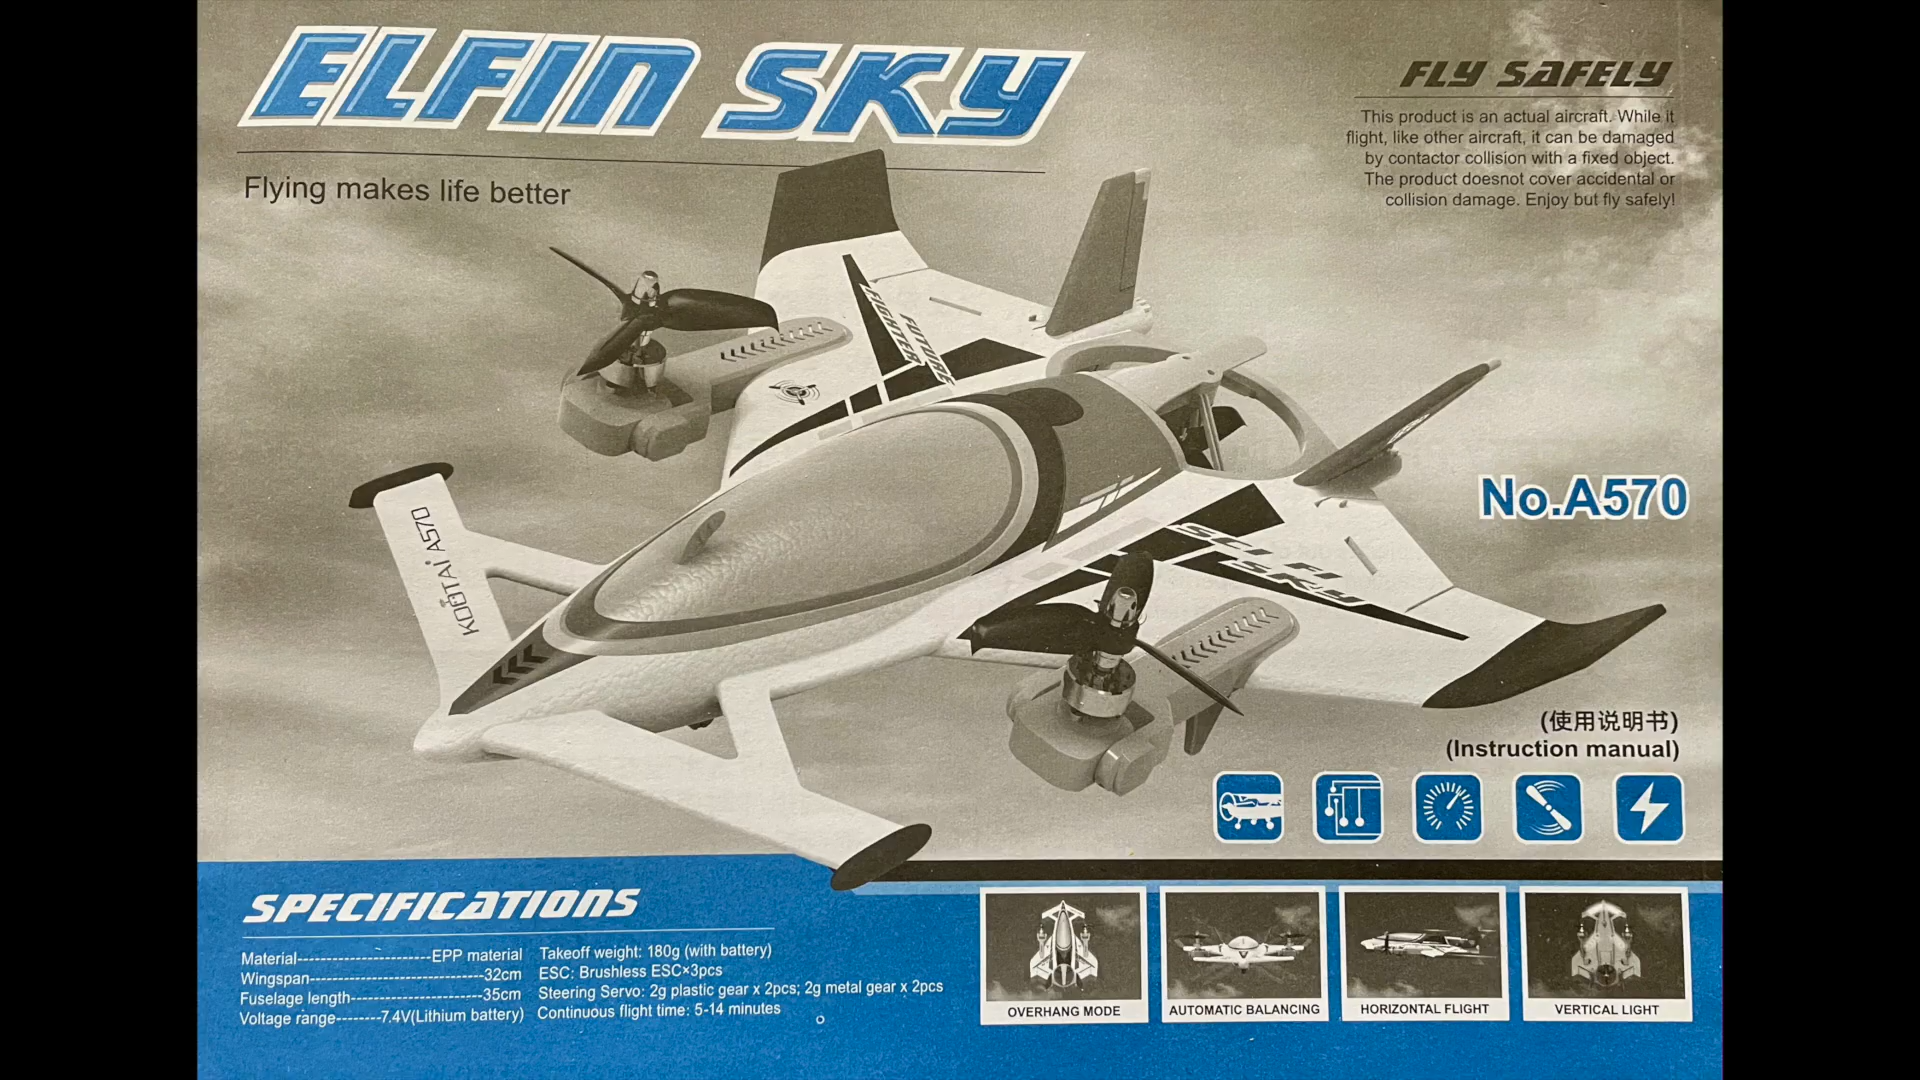 ELFIN SKY
Flying makes life better
FLY SAFELY
This product is an actual aircraft. While it
flight, like other aircraft, it can be damaged
by contactor collision with a fixed object.
The product doesnot cover accidental or
collision damage. Enjoy but fly safely!
FUTURE
FIGHTER
KOOTAI A570
SCI FI
SKY
No.A570
(使用说明书)
(Instruction manual)
SPECIFICATIONS
Material-----------------------EPP material
Wingspan------------------------------32cm
Fuselage length-----------------------35cm
Voltage range--------7.4V(Lithium battery)
Takeoff weight: 180g (with battery)
ESC: Brushless ESC×3pcs
Steering Servo: 2g plastic gear x 2pcs; 2g metal gear x 2pcs
Continuous flight time: 5-14 minutes
OVERHANG MODE
AUTOMATIC BALANCING
HORIZONTAL FLIGHT
VERTICAL LIGHT